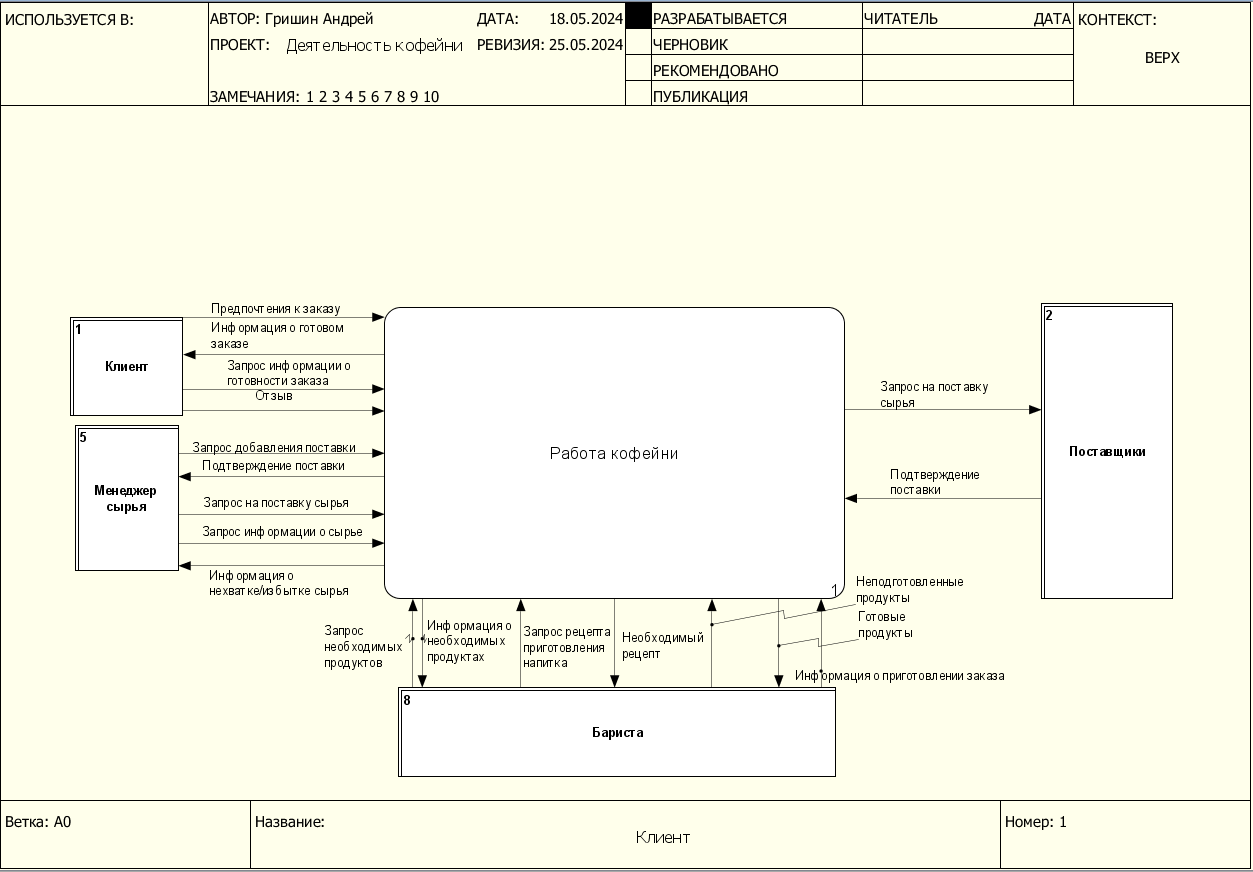 ИСПОЛЬЗУЕТСЯ В:
АВТОР: Гришин Андрей
ДАТА: 18.05.2024
ПРОЕКТ: Деятельность кофейни
РЕВИЗИЯ: 25.05.2024
ЗАМЕЧАНИЯ: 1 2 3 4 5 6 7 8 9 10
РАЗРАБАТЫВАЕТСЯ
ЧЕРНОВИК
РЕКОМЕНДОВАНО
ПУБЛИКАЦИЯ
ЧИТАТЕЛЬ
ДАТА
КОНТЕКСТ:
ВЕРХ
1
Клиент
Предпочтения к заказу
Информация о готовом
заказе
Запрос информации о
готовности заказа
Отзыв
5
Менеджер
сырья
Запрос добавления поставки
Подтверждение поставки
Запрос на поставку сырья
Запрос информации о сырье
Информация о
нехватке/избытке сырья
Работа кофейни
1
Запрос на поставку
сырья
Подтверждение
поставки
2
Поставщики
Запрос
необходимых
продуктов
Информация о
необходимых
продуктах
Запрос рецепта
приготовления
напитка
Необходимый
рецепт
Неподготовленные
продукты
Готовые
продукты
Информация о приготовлении заказа
8
Бариста
Ветка: A0
Название:
Клиент
Номер: 1